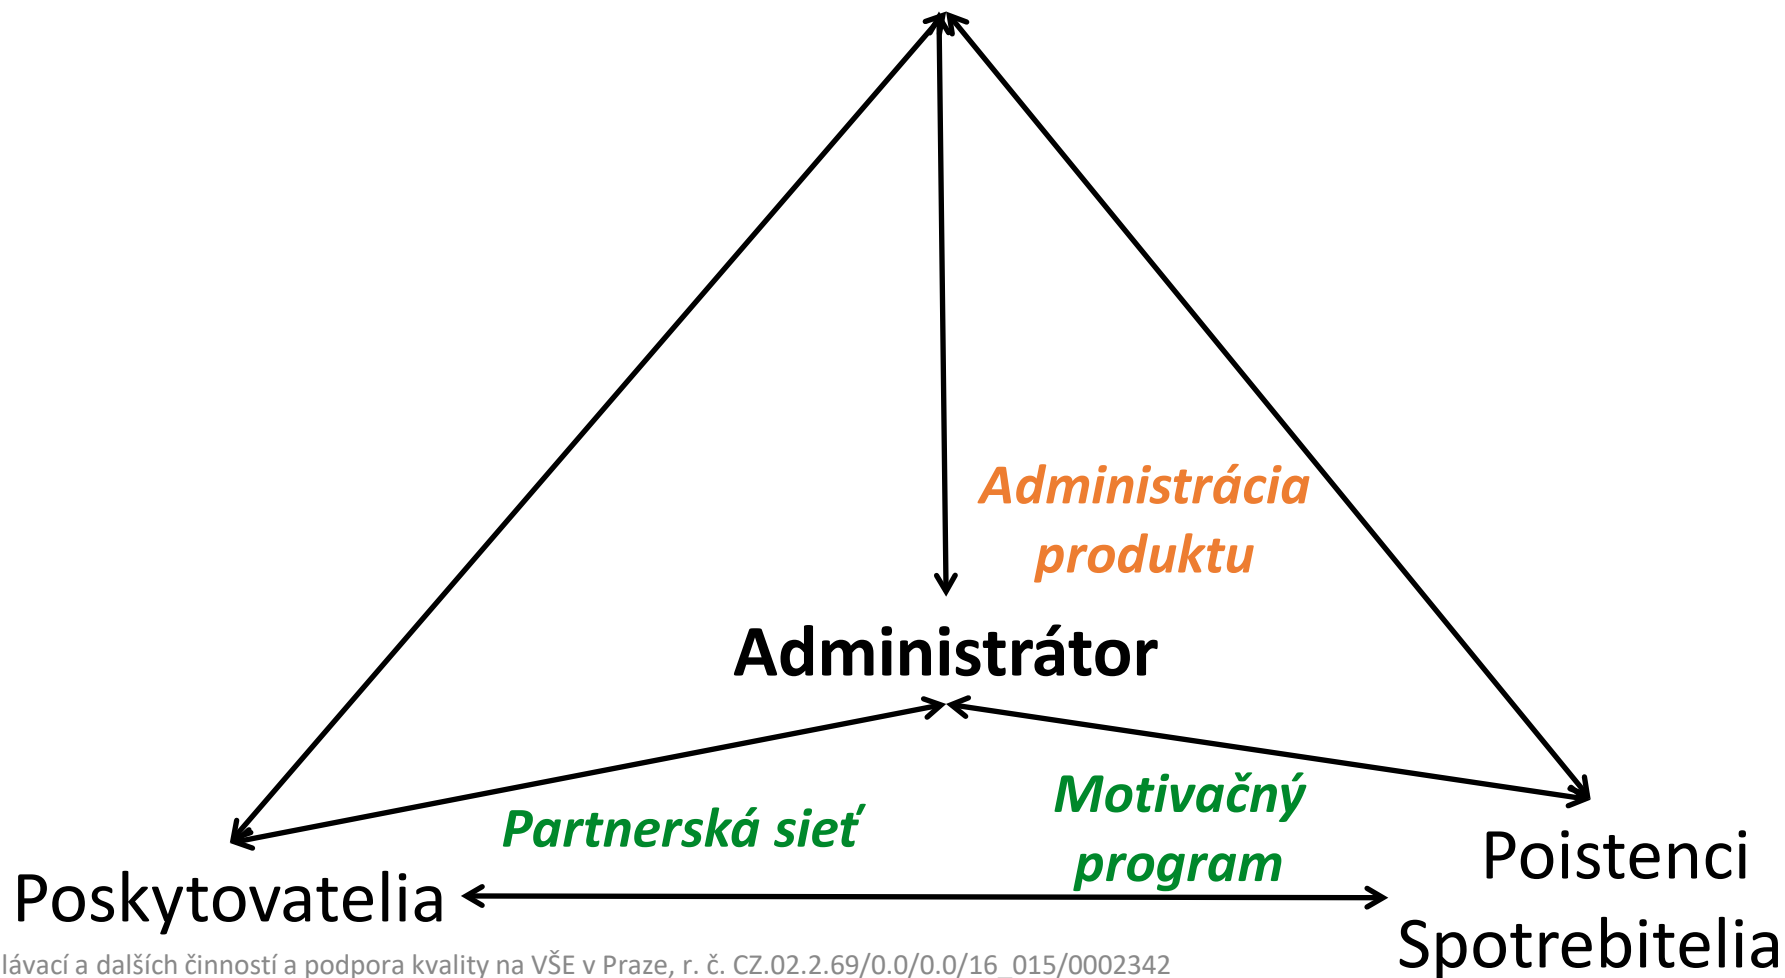 Administrácia
produktu
Administrátor
Partnerská sieť
Motivačný
program
Poskytovatelia
Poistenci
Spotrebitelia
lávací a dalších činností a podpora kvality na VŠE v Praze, r. č. CZ.02.2.69/0.0/0.0/16_015/0002342